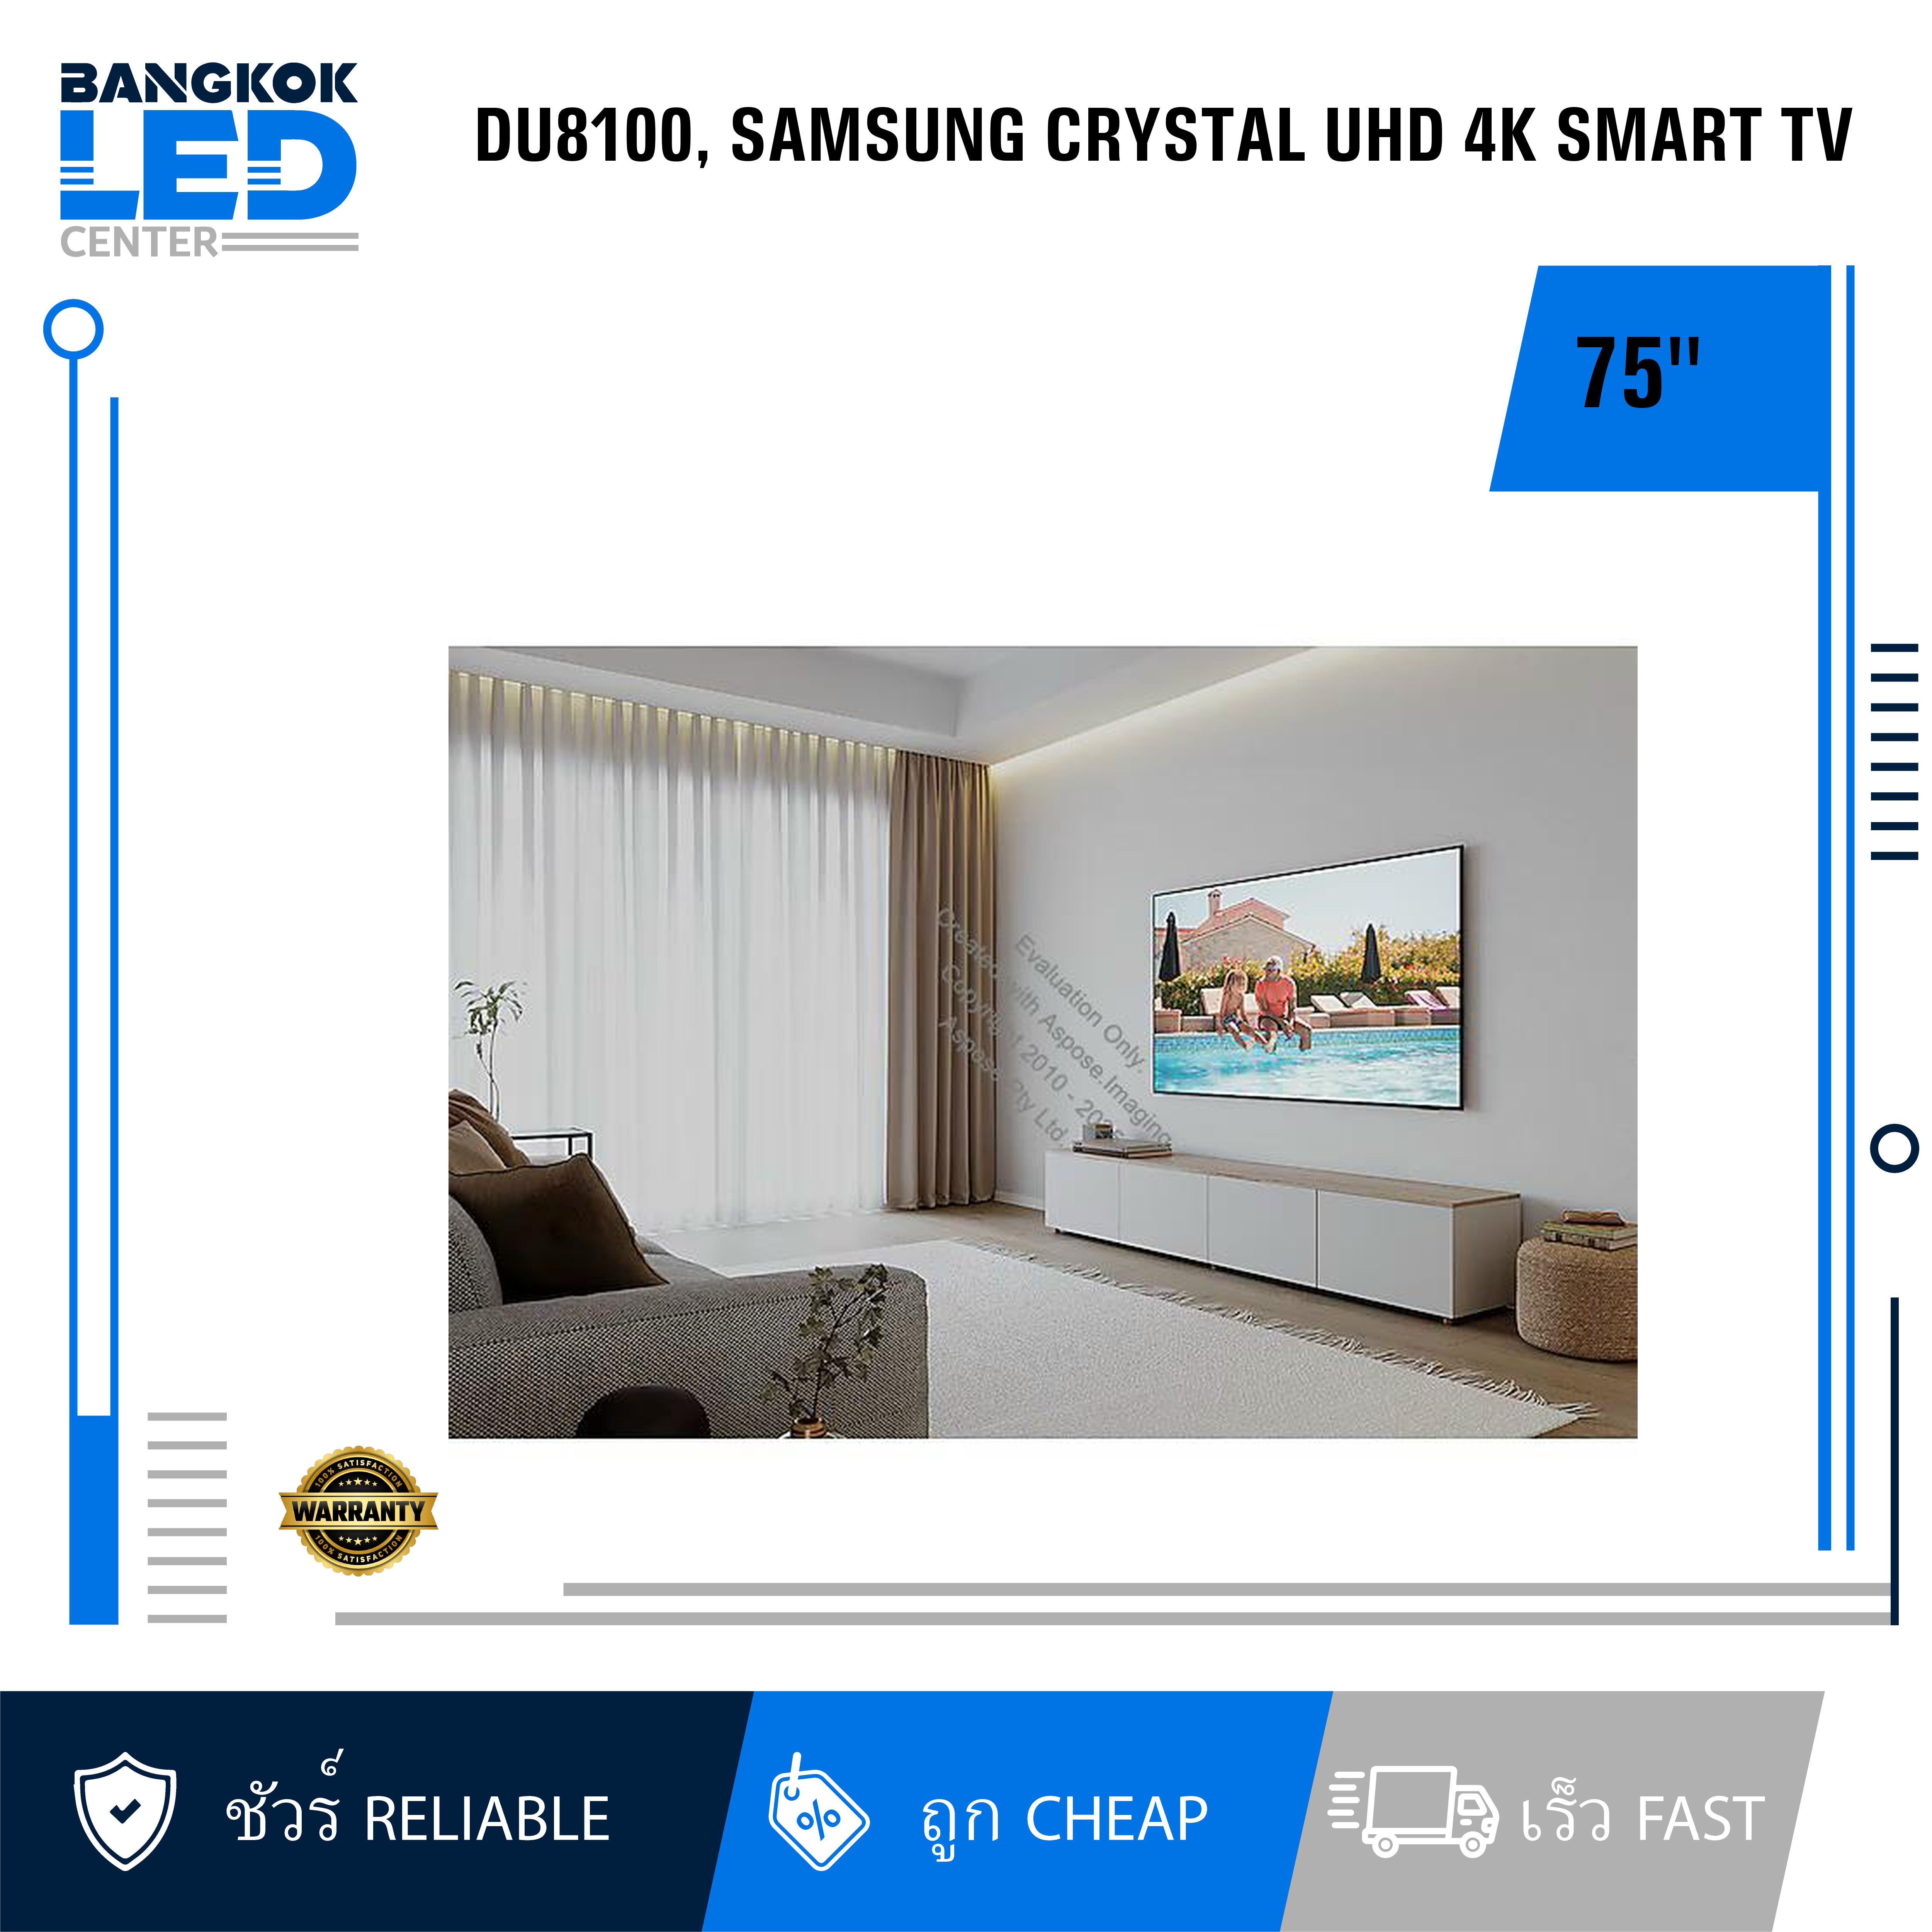 BANGKOK
LED
CENTER
DU8100, SAMSUNG CRYSTAL UHD 4K SMART TV
75"
Evaluation Only.
Created with Aspose.Imaging.
Copyright 2010 -
Aspose Pty Ltd.
100% SATISFACTION
WARRANTY
100% SATISFACTION
ชัวร์ RELIABLE
% ถูก CHEAP
เร็ว FAST